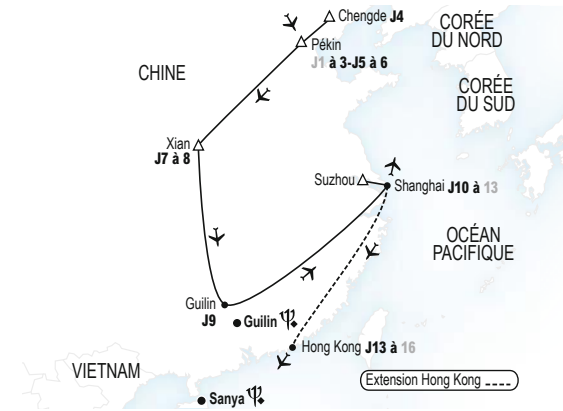 Chengde J4
CORÉE
DU NORD
Pékin
J1 à 3-J5 à 6
CHINE
CORÉE
DU SUD
Xian
J7 à 8
Suzhou
Shanghai J10 à 13
OCÉAN
PACIFIQUE
Guilin
J9
Guilin
Hong Kong J13 à 16
VIETNAM
Extension Hong Kong ----
Sanya